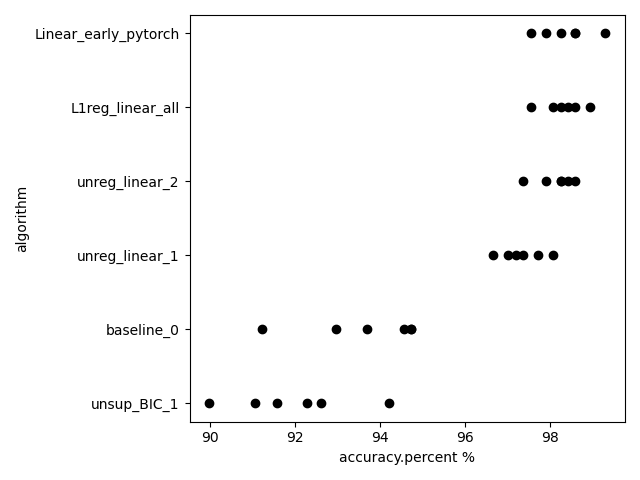 Linear_early_pytorch
L1reg_linear_all
unreg_linear_2
unreg_linear_1
baseline_0
unsup_BIC_1
algorithm
90 92 94 96 98
accuracy.percent %